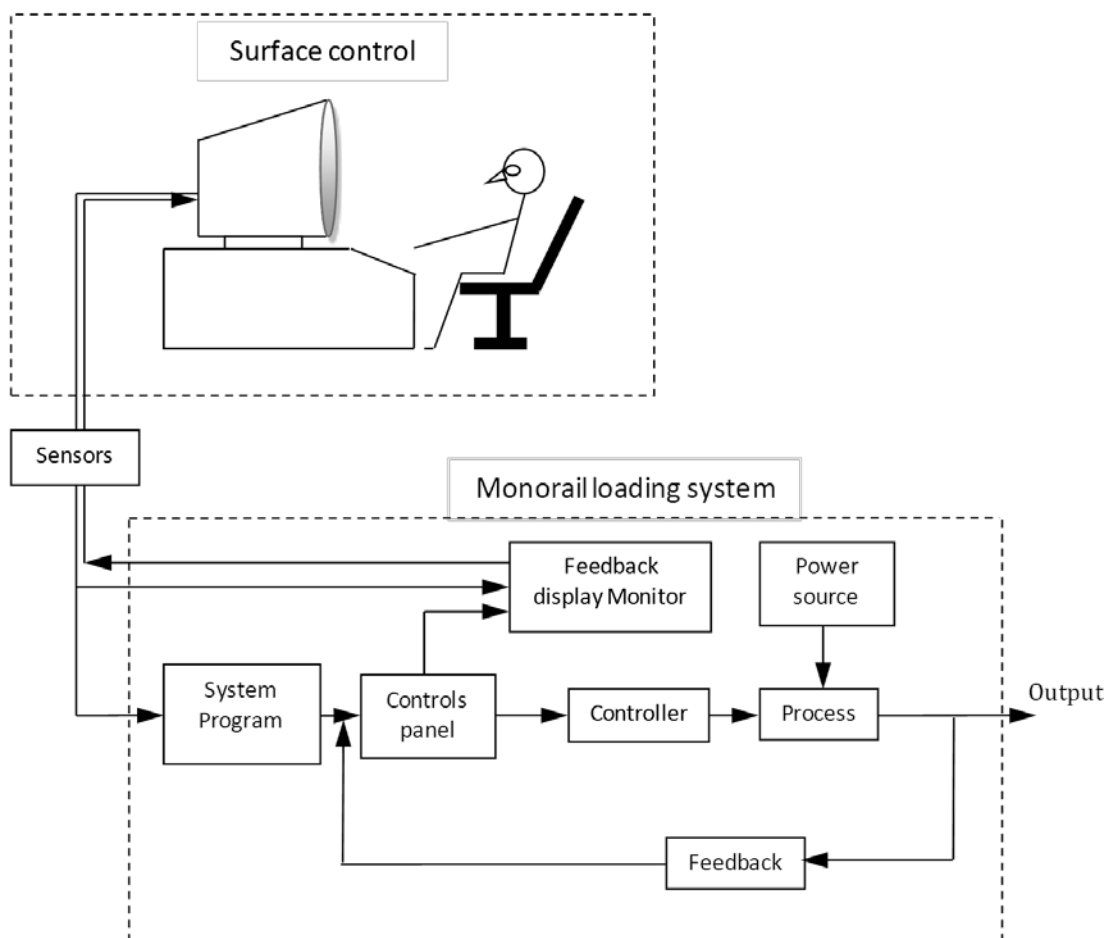 Surface control
Sensors
Monorail loading system
Feedback
display Monitor
Power
source
System
Program
Controls
panel
Controller
Process
Output
Feedback